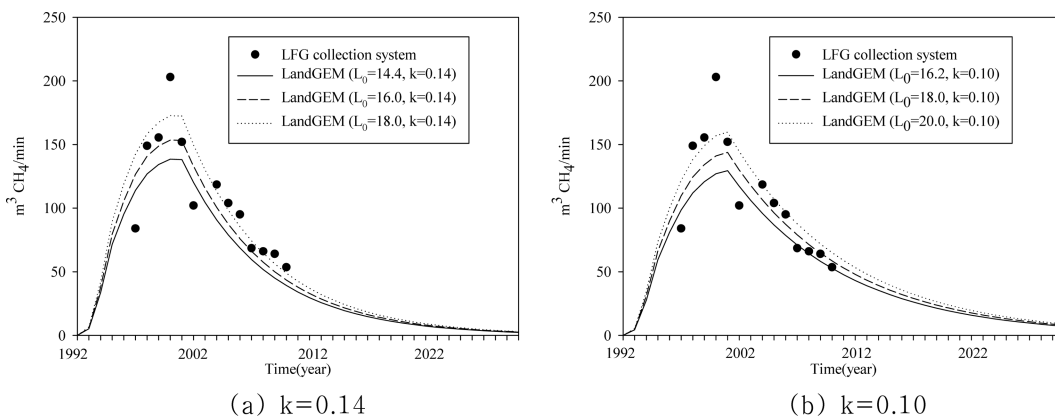 250
200
150
100
50
0
m³ CH₄/min
LFG collection system
LandGEM (L₀=14.4, k=0.14)
LandGEM (L₀=16.0, k=0.14)
LandGEM (L₀=18.0, k=0.14)
1992
2002
2012
2022
Time(year)
(a) k=0.14
250
200
150
100
50
0
m³ CH₄/min
LFG collection system
LandGEM (L₀=16.2, k=0.10)
LandGEM (L₀=18.0, k=0.10)
LandGEM (L₀=20.0, k=0.10)
1992
2002
2012
2022
Time(year)
(b) k=0.10